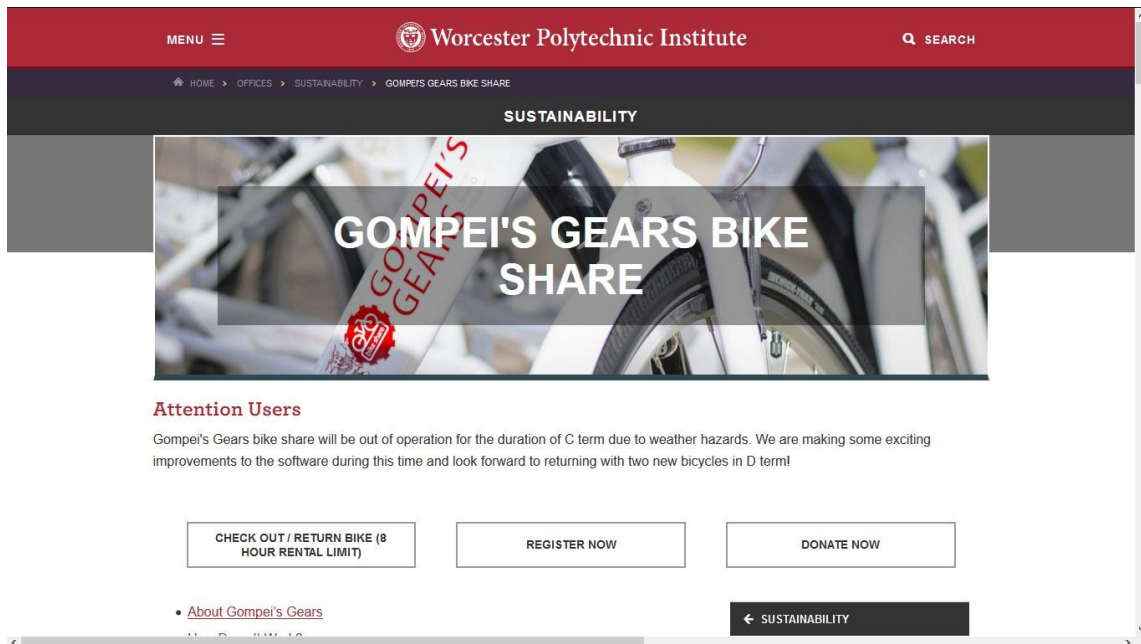 MENU
Worcester Polytechnic Institute
SEARCH
HOME > OFFICES > SUSTAINABILITY > GOMPEI'S GEARS BIKE SHARE
SUSTAINABILITY
GOMPEI'S
GEARS
bike share
GOMPEI'S GEARS BIKE
SHARE
Attention Users
Gompei's Gears bike share will be out of operation for the duration of C term due to weather hazards. We are making some exciting
improvements to the software during this time and look forward to returning with two new bicycles in D term!
CHECK OUT / RETURN BIKE (8
HOUR RENTAL LIMIT)
REGISTER NOW
DONATE NOW
• About Gompei's Gears
← SUSTAINABILITY